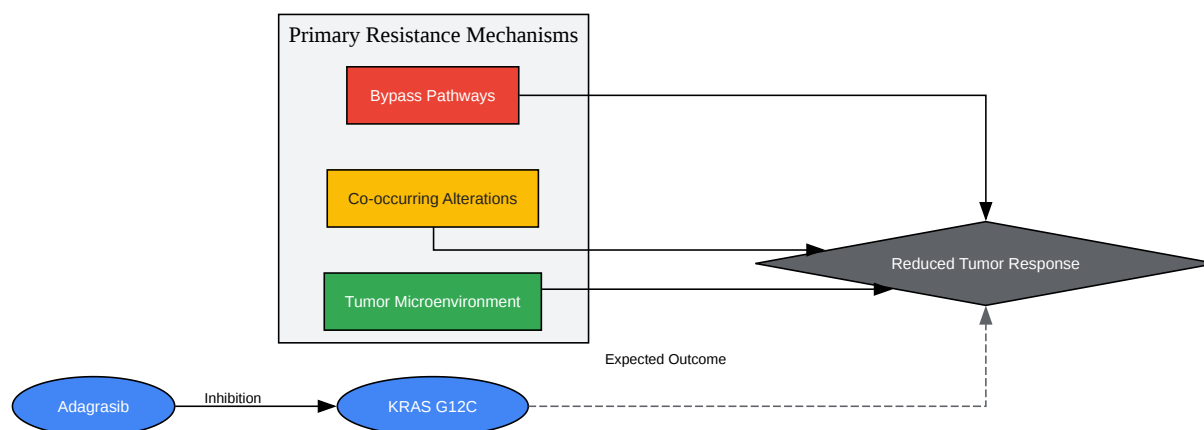 Primary Resistance Mechanisms
Bypass Pathways
Co-occurring Alterations
Reduced Tumor Response
Tumor Microenvironment
Expected Outcome
Adagrasib
Inhibition
KRAS G12C